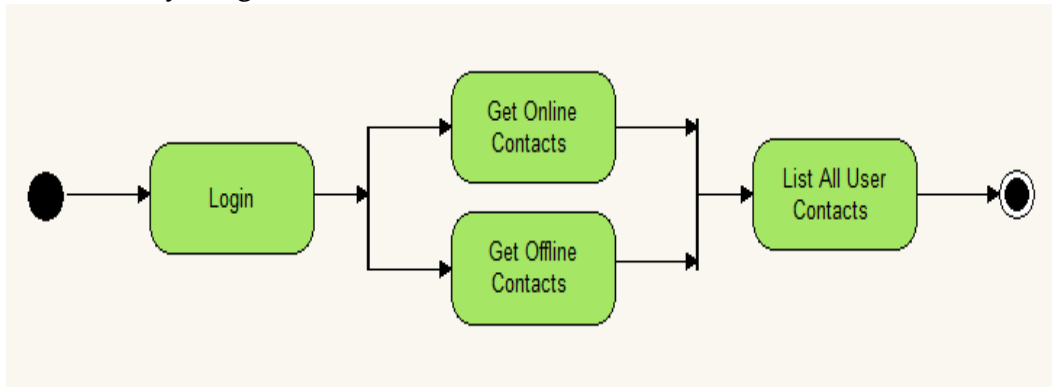 Login
Get Online
Contacts
Get Offline
Contacts
List All User
Contacts